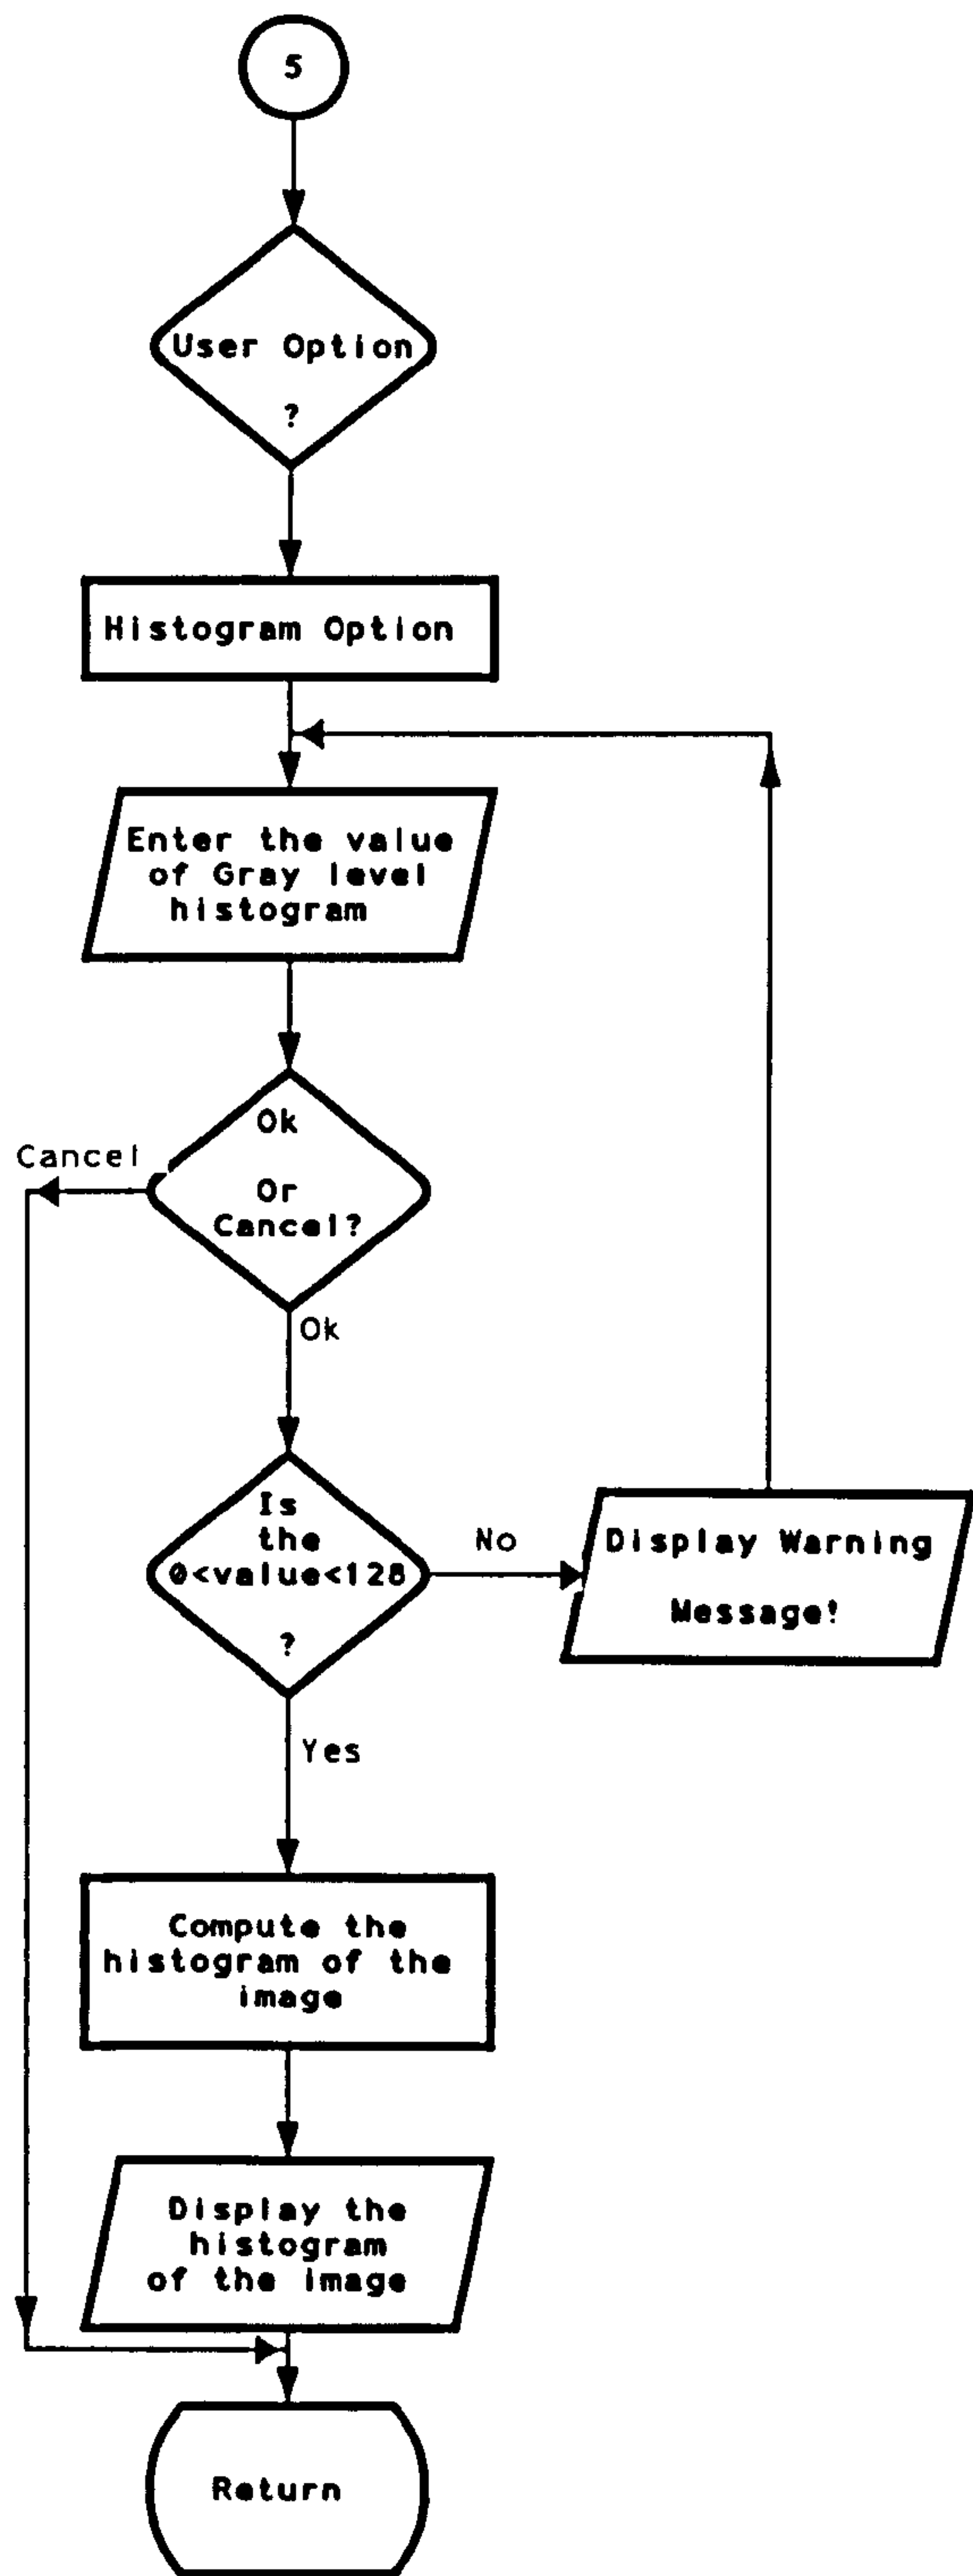 5
User Option
?
Histogram Option
Enter the value
of Gray level
histogram
Ok
Or
Cancel?
Cancel
Ok
Is
the
0<value<128
?
No
Display Warning
Message!
Yes
Compute the
histogram of the
image
Display the
histogram
of the image
Return